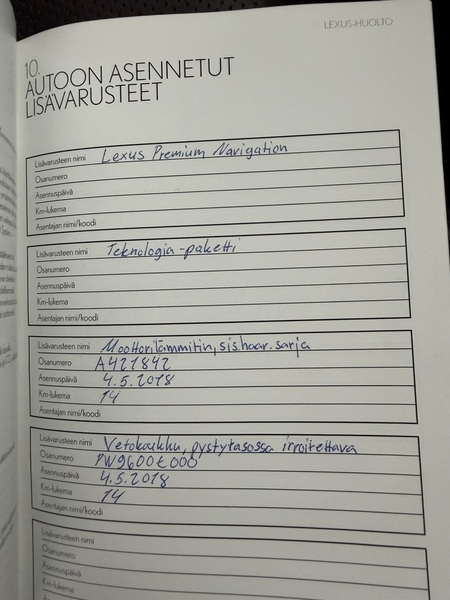 LEXUS-HUOLTO
10.
AUTOON ASENNETUT
LISÄVARUSTEET
Lisävarusteen nimi Lexus Premium Navigation
Osanumero
Asennuspäivä
Km-lukema
Asentajan nimi/koodi
Lisävarusteen nimi Teknologia-paketti
Osanumero
Asennuspäivä
Km-lukema
Asentajan nimi/koodi
Lisävarusteen nimi Moottorilämmitin, sis.haar.sarja
Osanumero A421842
Asennuspäivä 4.5.2018
Km-lukema 14
Asentajan nimi/koodi
Lisävarusteen nimi Vetokoukku, pystytasossa irroitettava
Osanumero
Asennuspäivä 4.5.2018
Km-lukema 14
Asentajan nimi/koodi
Lisävarusteen nimi
Osanumero
Asennuspäivä
Km-lukema